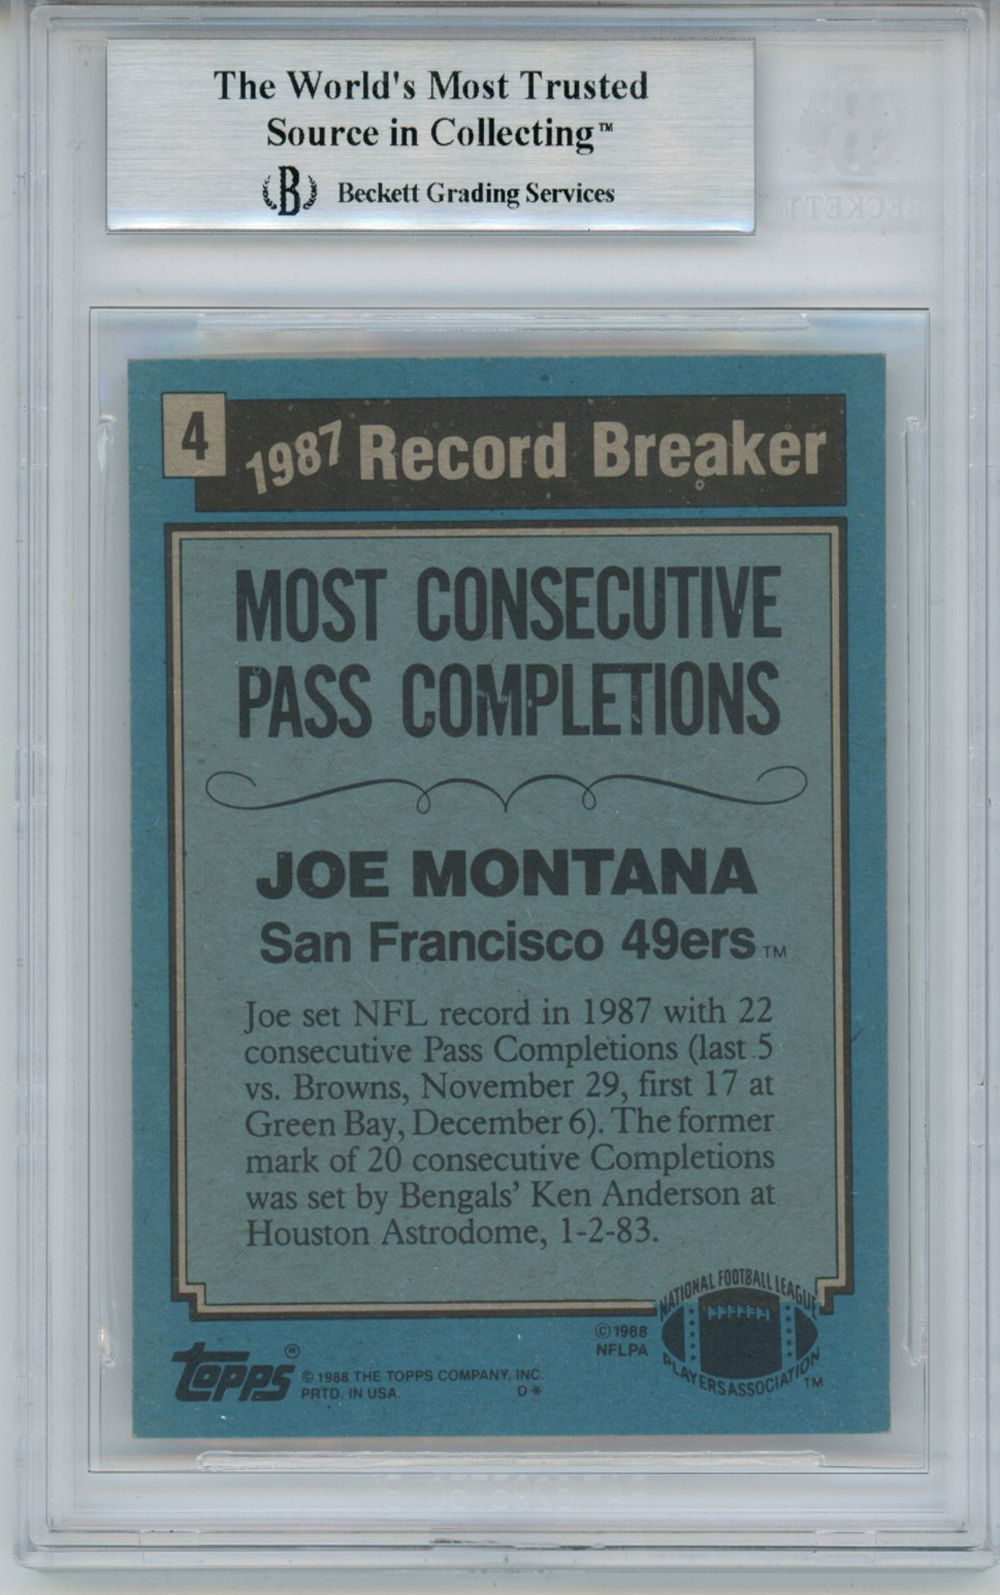 The World's Most Trusted
Source in Collecting™
B Beckett Grading Services
BECKETT
4
1987 Record Breaker
MOST CONSECUTIVE
PASS COMPLETIONS
JOE MONTANA
San Francisco 49ers™
Joe set NFL record in 1987 with 22
consecutive Pass Completions (last 5
vs. Browns, November 29, first 17 at
Green Bay, December 6). The former
mark of 20 consecutive Completions
was set by Bengals' Ken Anderson at
Houston Astrodome, 1-2-83.
NATIONAL FOOTBALL LEAGUE
PLAYERS ASSOCIATION™
©1988
NFLPA
Topps®
©1988 THE TOPPS COMPANY, INC.
PRTD. IN USA. D*